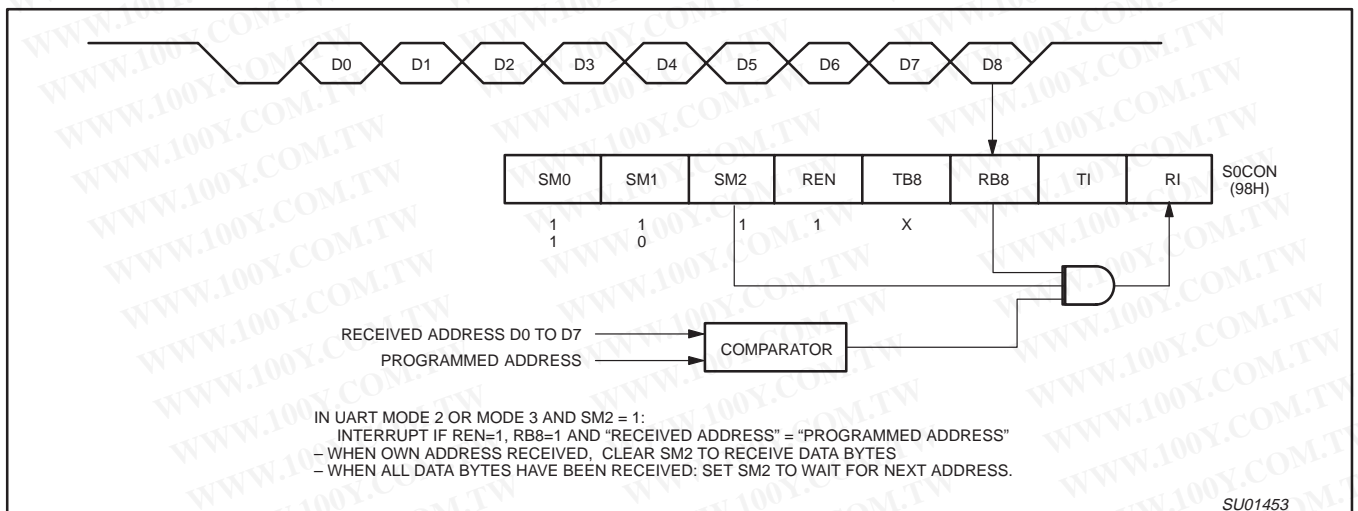 D0 D1 D2 D3 D4 D5 D6 D7 D8
SM0 SM1 SM2 REN TB8 RB8 TI RI
S0CON
(98H)
1 1 1 1 X
1 0
RECEIVED ADDRESS D0 TO D7
PROGRAMMED ADDRESS
COMPARATOR
IN UART MODE 2 OR MODE 3 AND SM2 = 1:
INTERRUPT IF REN=1, RB8=1 AND “RECEIVED ADDRESS” = “PROGRAMMED ADDRESS”
– WHEN OWN ADDRESS RECEIVED, CLEAR SM2 TO RECEIVE DATA BYTES
– WHEN ALL DATA BYTES HAVE BEEN RECEIVED: SET SM2 TO WAIT FOR NEXT ADDRESS.
SU01453
WWW.100Y.COM.TW